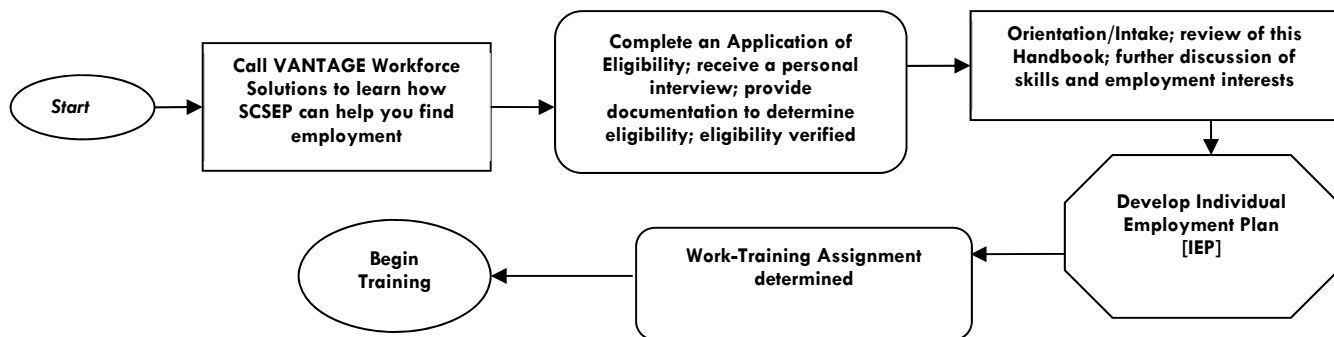 Start
Call VANTAGE Workforce
Solutions to learn how
SCSEP can help you find
employment
Complete an Application of
Eligibility; receive a personal
interview; provide
documentation to determine
eligibility; eligibility verified
Orientation/Intake; review of this
Handbook; further discussion of
skills and employment interests
Develop Individual
Employment Plan
[IEP]
Work-Training Assignment
determined
Begin
Training